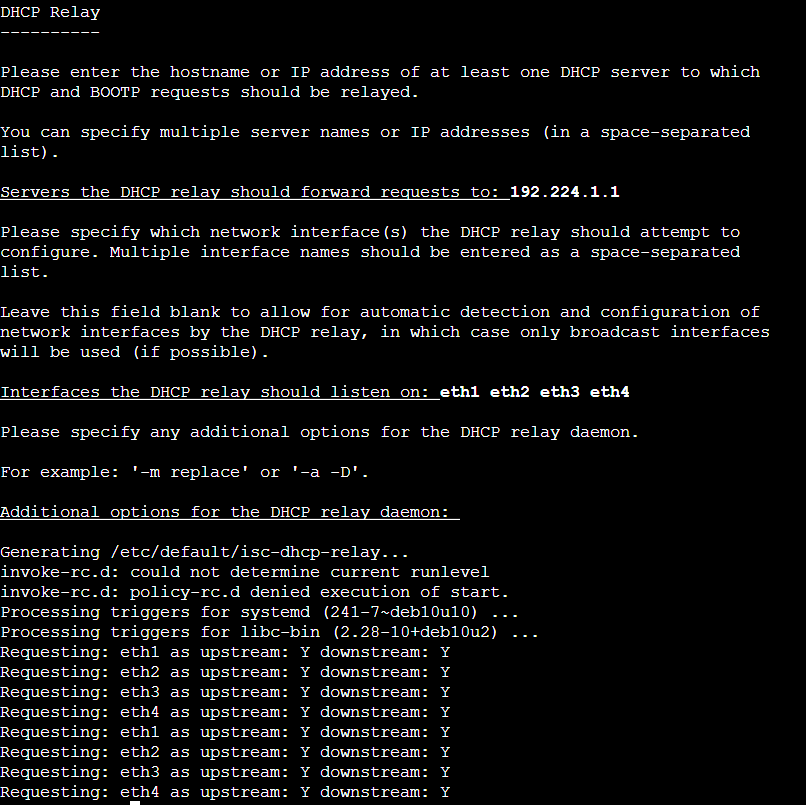 DHCP Relay
----------
Please enter the hostname or IP address of at least one DHCP server to which
DHCP and BOOTP requests should be relayed.
You can specify multiple server names or IP addresses (in a space-separated
list).
Servers the DHCP relay should forward requests to: 192.224.1.1
Please specify which network interface(s) the DHCP relay should attempt to
configure. Multiple interface names should be entered as a space-separated
list.
Leave this field blank to allow for automatic detection and configuration of
network interfaces by the DHCP relay, in which case only broadcast interfaces
will be used (if possible).
Interfaces the DHCP relay should listen on: eth1 eth2 eth3 eth4
Please specify any additional options for the DHCP relay daemon.
For example: '-m replace' or '-a -D'.
Additional options for the DHCP relay daemon:
Generating /etc/default/isc-dhcp-relay...
invoke-rc.d: could not determine current runlevel
invoke-rc.d: policy-rc.d denied execution of start.
Processing triggers for systemd (241-7~deb10u10) ...
Processing triggers for libc-bin (2.28-10+deb10u2) ...
Requesting: eth1 as upstream: Y downstream: Y
Requesting: eth2 as upstream: Y downstream: Y
Requesting: eth3 as upstream: Y downstream: Y
Requesting: eth4 as upstream: Y downstream: Y
Requesting: eth1 as upstream: Y downstream: Y
Requesting: eth2 as upstream: Y downstream: Y
Requesting: eth3 as upstream: Y downstream: Y
Requesting: eth4 as upstream: Y downstream: Y